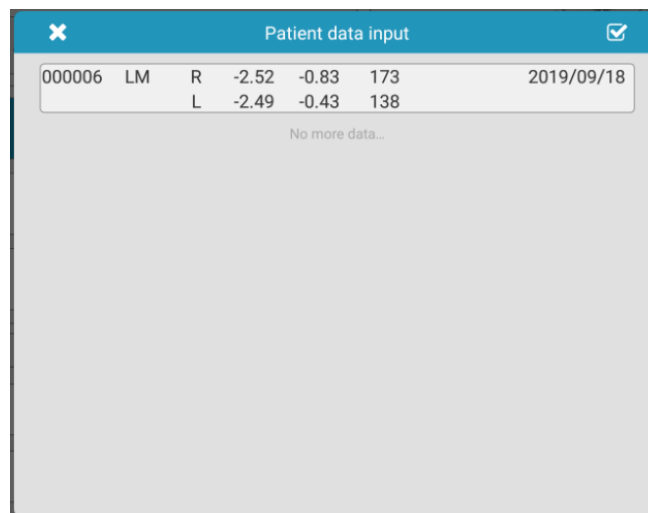 Patient data input
000006 LM R -2.52 -0.83 173 2019/09/18
L -2.49 -0.43 138
No more data...